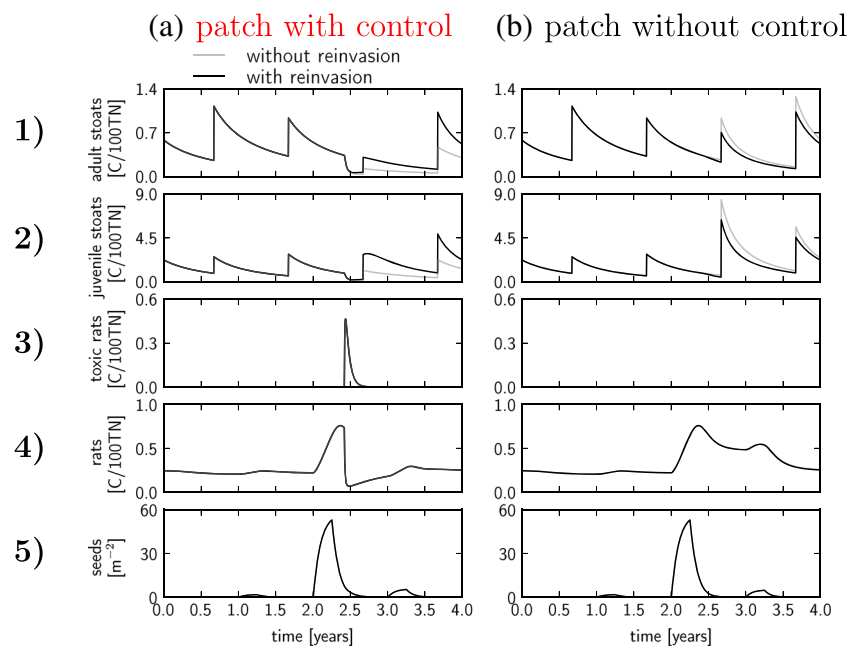 (a) patch with control
(b) patch without control
without reinvasion
with reinvasion
1)
adult stoats
[C/100TN]
1.4
0.7
0.0
2)
juvenile stoats
[C/100TN]
9.0
4.5
0.0
3)
toxic rats
[C/100TN]
0.6
0.3
0.0
4)
rats
[C/100TN]
1.0
0.5
0.0
5)
seeds
[m⁻²]
60
30
0
0.0 0.5 1.0 1.5 2.0 2.5 3.0 3.5 4.0
time [years]
1.4
0.7
0.0
9.0
4.5
0.0
0.6
0.3
0.0
1.0
0.5
0.0
60
30
0
0.0 0.5 1.0 1.5 2.0 2.5 3.0 3.5 4.0
time [years]